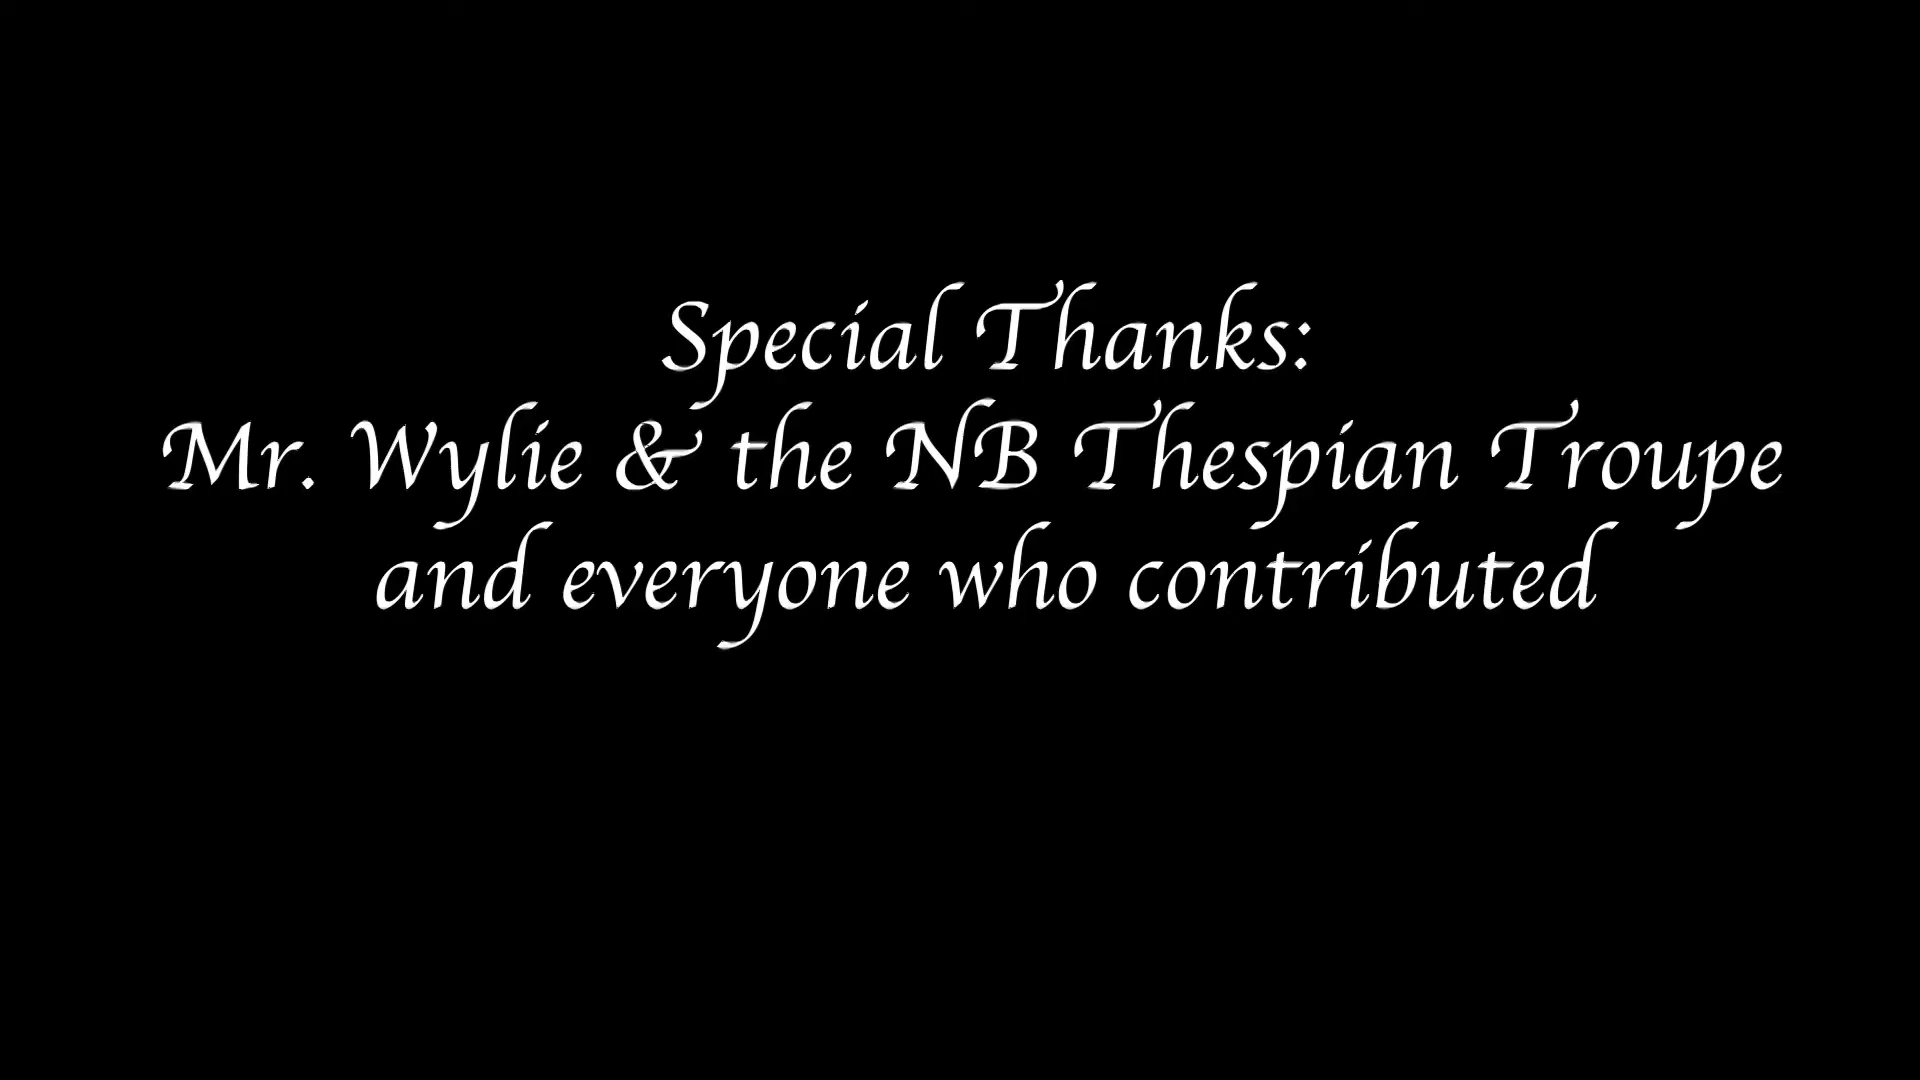 Special Thanks:
Mr. Wylie & the NB Thespian Troupe
and everyone who contributed